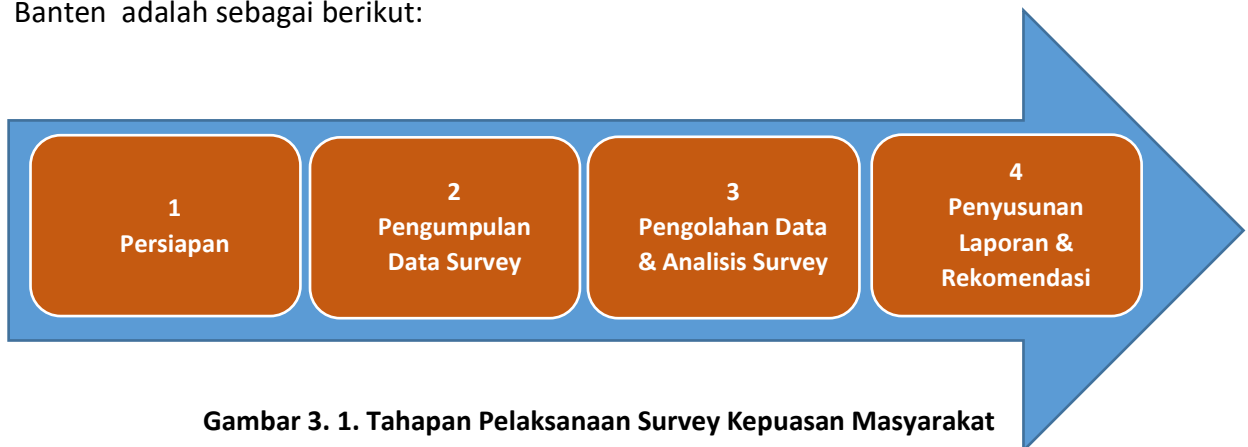 Banten adalah sebagai berikut:
1
Persiapan
2
Pengumpulan
Data Survey
3
Pengolahan Data
& Analisis Survey
4
Penyusunan
Laporan &
Rekomendasi
Gambar 3. 1. Tahapan Pelaksanaan Survey Kepuasan Masyarakat